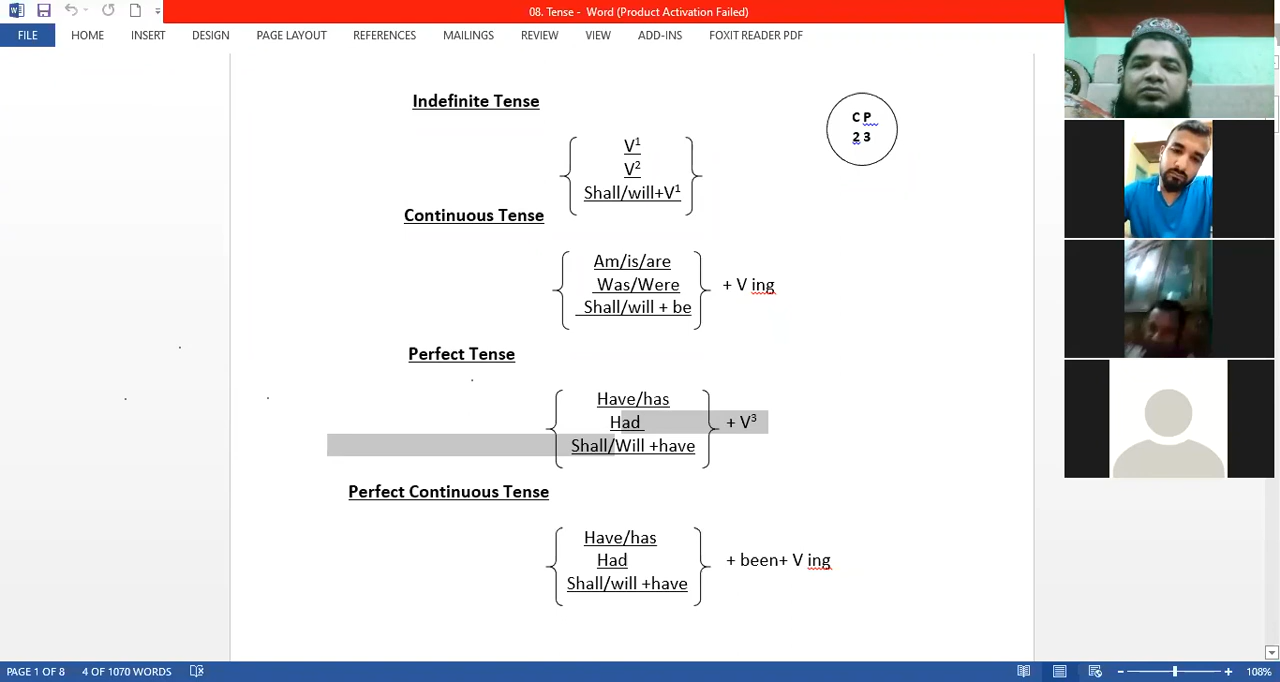 08. Tense - Word (Product Activation Failed)
FILE HOME INSERT DESIGN PAGE LAYOUT REFERENCES MAILINGS REVIEW VIEW ADD-INS FOXIT READER PDF
Indefinite Tense
C P
2 3
V¹
V²
Shall/will+V¹
Continuous Tense
Am/is/are
Was/Were + V ing
Shall/will + be
Perfect Tense
Have/has
Had + V³
Shall/Will +have
Perfect Continuous Tense
Have/has
Had + been+ V ing
Shall/will +have
PAGE 1 OF 8 4 OF 1070 WORDS 108%